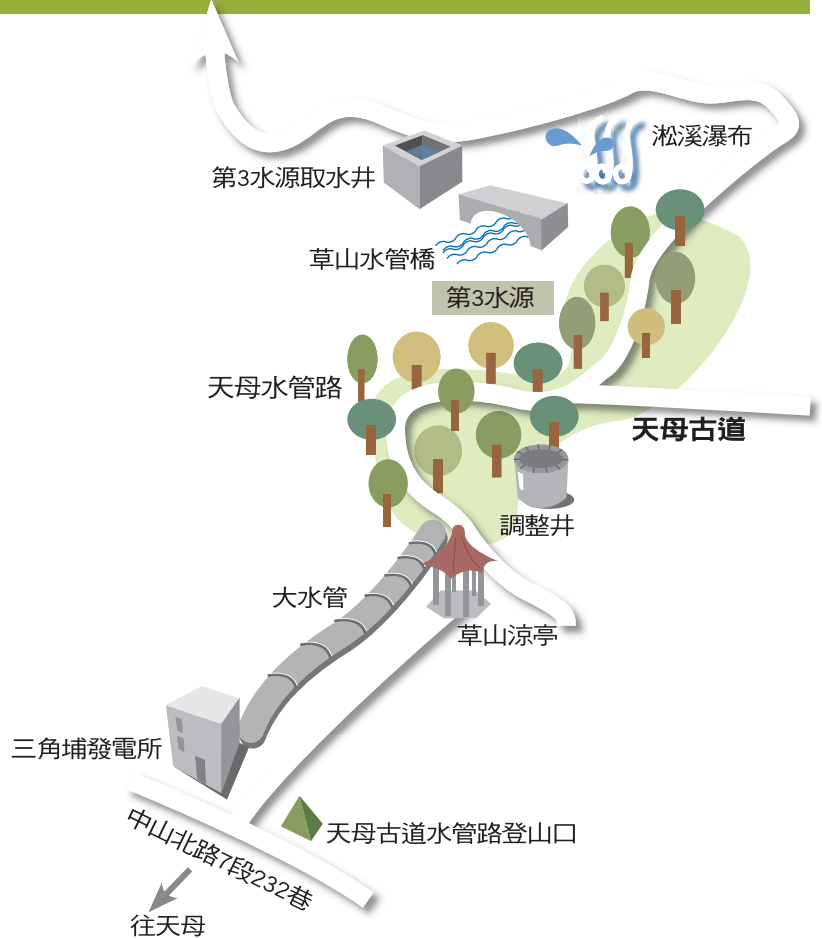 淞溪瀑布
第3水源取水井
草山水管橋
第3水源
天母水管路
天母古道
調整井
大水管
草山涼亭
三角埔發電所
天母古道水管路登山口
中山北路7段232巷
往天母